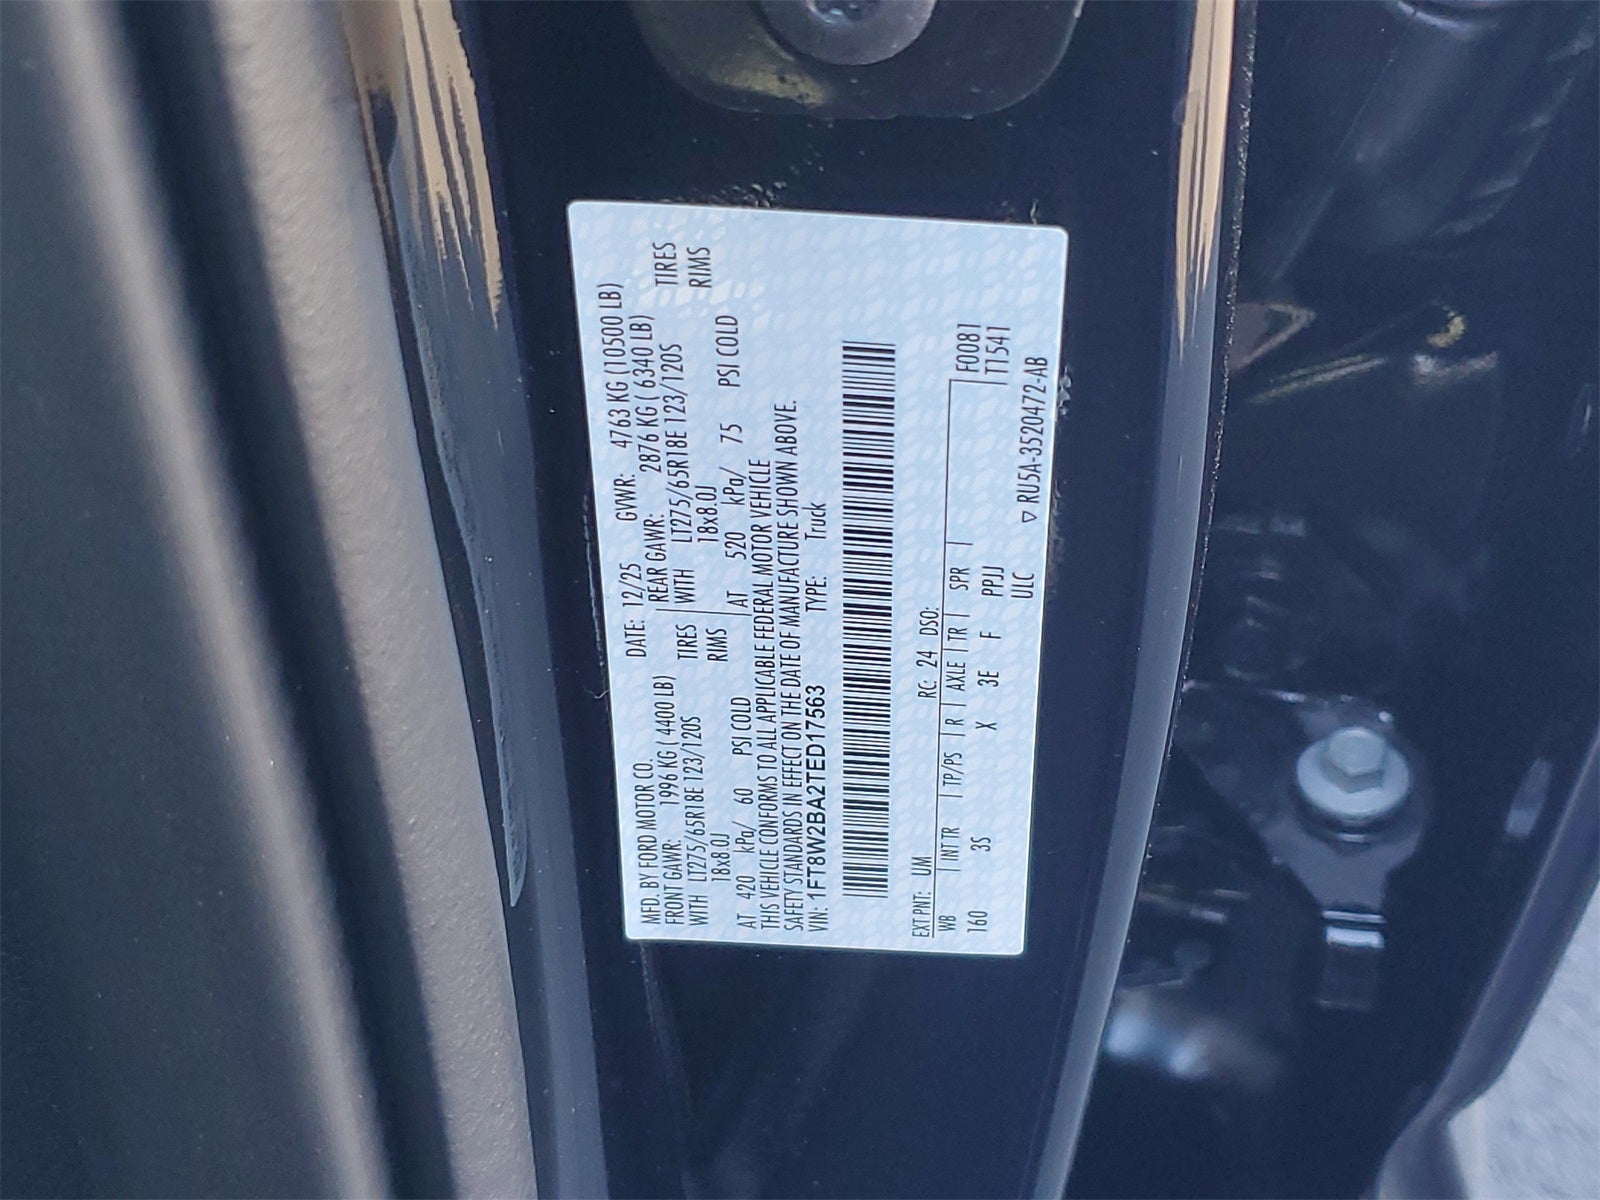 MFD. BY FORD MOTOR CO.
DATE: 12/25 GVWR: 4763 KG (10500 LB)
FRONT GAWR: 1996 KG ( 4400 LB) REAR GAWR: 2876 KG ( 6340 LB)
WITH LT275/65R18E 123/120S TIRES WITH LT275/65R18E 123/120S TIRES
18x8.0J RIMS 18x8.0J RIMS
AT 420 kPa/ 60 PSI COLD AT 520 kPa/ 75 PSI COLD
THIS VEHICLE CONFORMS TO ALL APPLICABLE FEDERAL MOTOR VEHICLE
SAFETY STANDARDS IN EFFECT ON THE DATE OF MANUFACTURE SHOWN ABOVE.
VIN: 1FT8W2BA2TED17563 TYPE: Truck
EXT PNT: UM RC: 24 DSO:
WB INT TR TP/PS R AXLE TR SPR F0081
160 3S X 3E F PPJJ T1541
ULC
▽ RU5A-3520472-AB